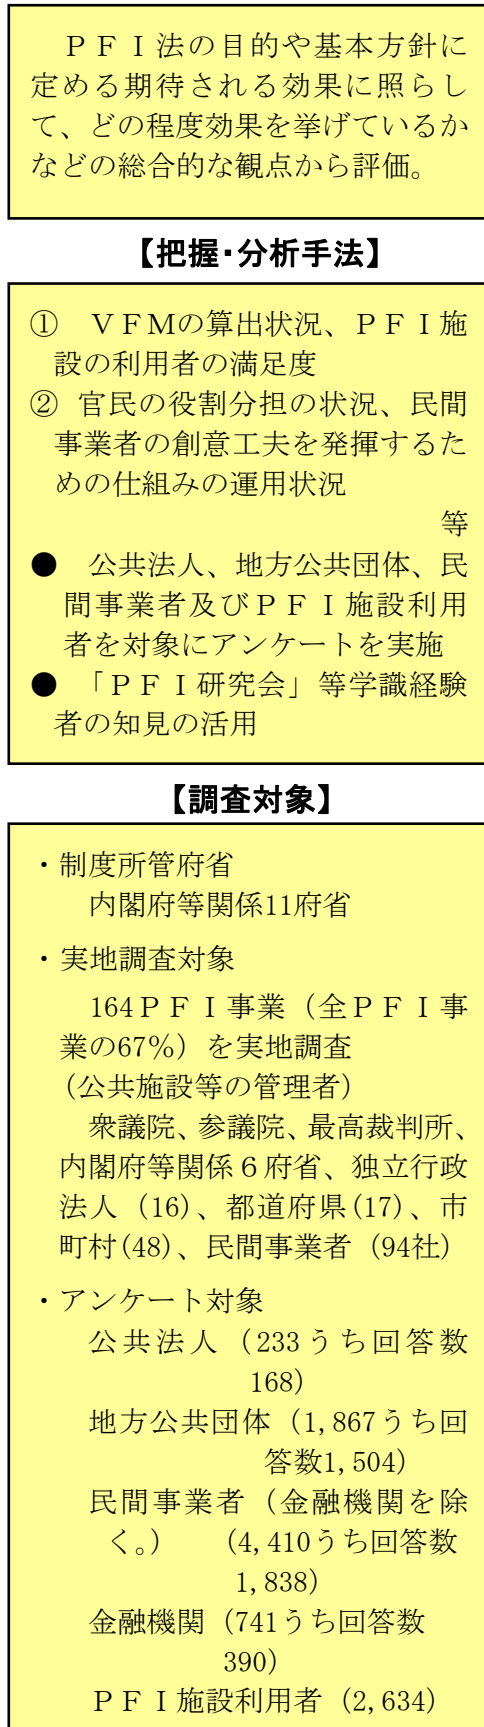 ＰＦＩ法の目的や基本方針に
定める期待される効果に照らし
て、どの程度効果を挙げているか
などの総合的な観点から評価。
【把握・分析手法】
① ＶＦＭの算出状況、ＰＦＩ施
設の利用者の満足度
② 官民の役割分担の状況、民間
事業者の創意工夫を発揮するた
めの仕組みの運用状況
等
● 公共法人、地方公共団体、民
間事業者及びＰＦＩ施設利用
者を対象にアンケートを実施
● 「ＰＦＩ研究会」等学識経験
者の知見の活用
【調査対象】
・制度所管府省
内閣府等関係11府省
・実地調査対象
164ＰＦＩ事業（全ＰＦＩ事
業の67％）を実地調査
（公共施設等の管理者）
衆議院、参議院、最高裁判所、
内閣府等関係６府省、独立行政
法人（16）、都道府県(17)、市
町村(48)、民間事業者（94社）
・アンケート対象
公共法人（233うち回答数
168）
地方公共団体（1,867うち回
答数1,504）
民間事業者（金融機関を除
く。）　（4,410うち回答数
1,838）
金融機関（741うち回答数
390）
ＰＦＩ施設利用者（2,634）